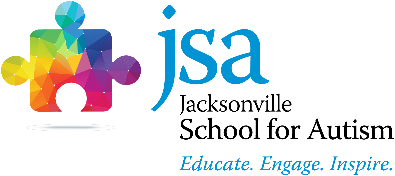 jsa
Jacksonville
School for Autism
Educate. Engage. Inspire.